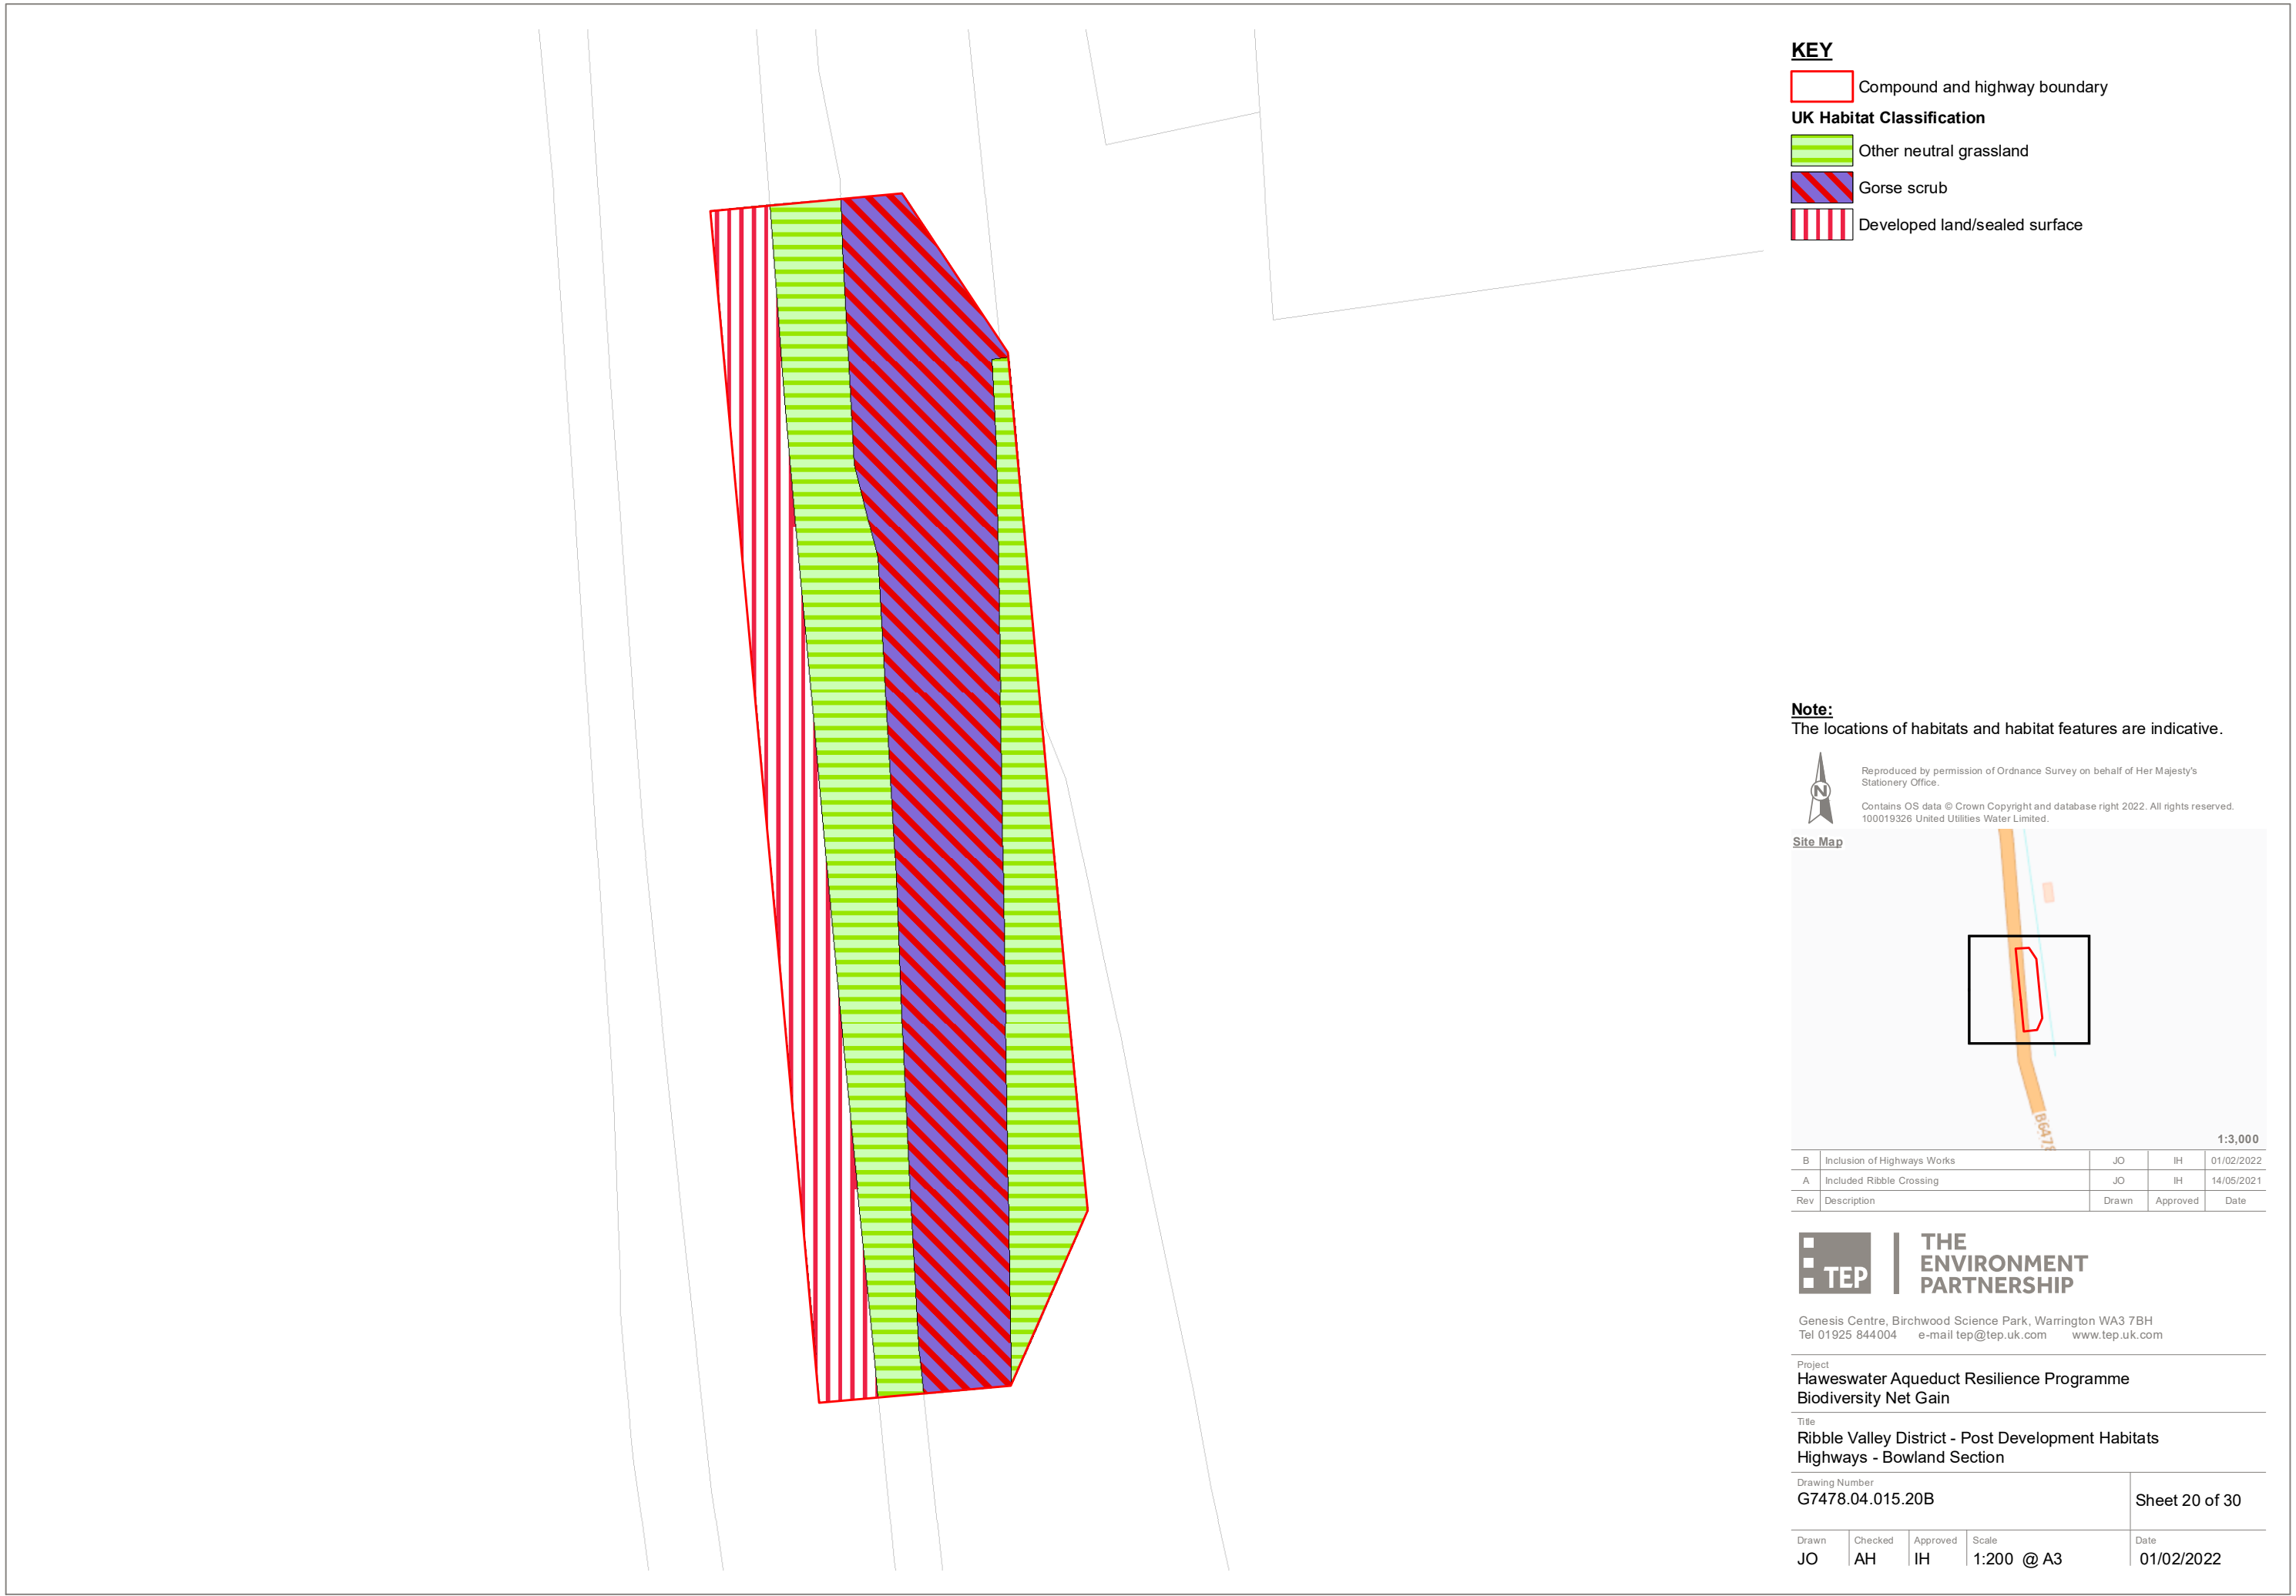 KEY
Compound and highway boundary
UK Habitat Classification
Other neutral grassland
Gorse scrub
Developed land/sealed surface
Note:
The locations of habitats and habitat features are indicative.
N
Reproduced by permission of Ordnance Survey on behalf of Her Majesty's
Stationery Office.
Contains OS data © Crown Copyright and database right 2022. All rights reserved.
100019326 United Utilities Water Limited.
Site Map
1:3,000
B Inclusion of Highways Works JO IH 01/02/2022
A Included Ribble Crossing JO IH 14/05/2021
Rev Description Drawn Approved Date
TEP
THE
ENVIRONMENT
PARTNERSHIP
Genesis Centre, Birchwood Science Park, Warrington WA3 7BH
Tel 01925 844004 e-mail tep@tep.uk.com www.tep.uk.com
Project
Haweswater Aqueduct Resilience Programme
Biodiversity Net Gain
Title
Ribble Valley District - Post Development Habitats
Highways - Bowland Section
Drawing Number
G7478.04.015.20B
Sheet 20 of 30
Drawn Checked Approved Scale Date
JO AH IH 1:200 @ A3 01/02/2022